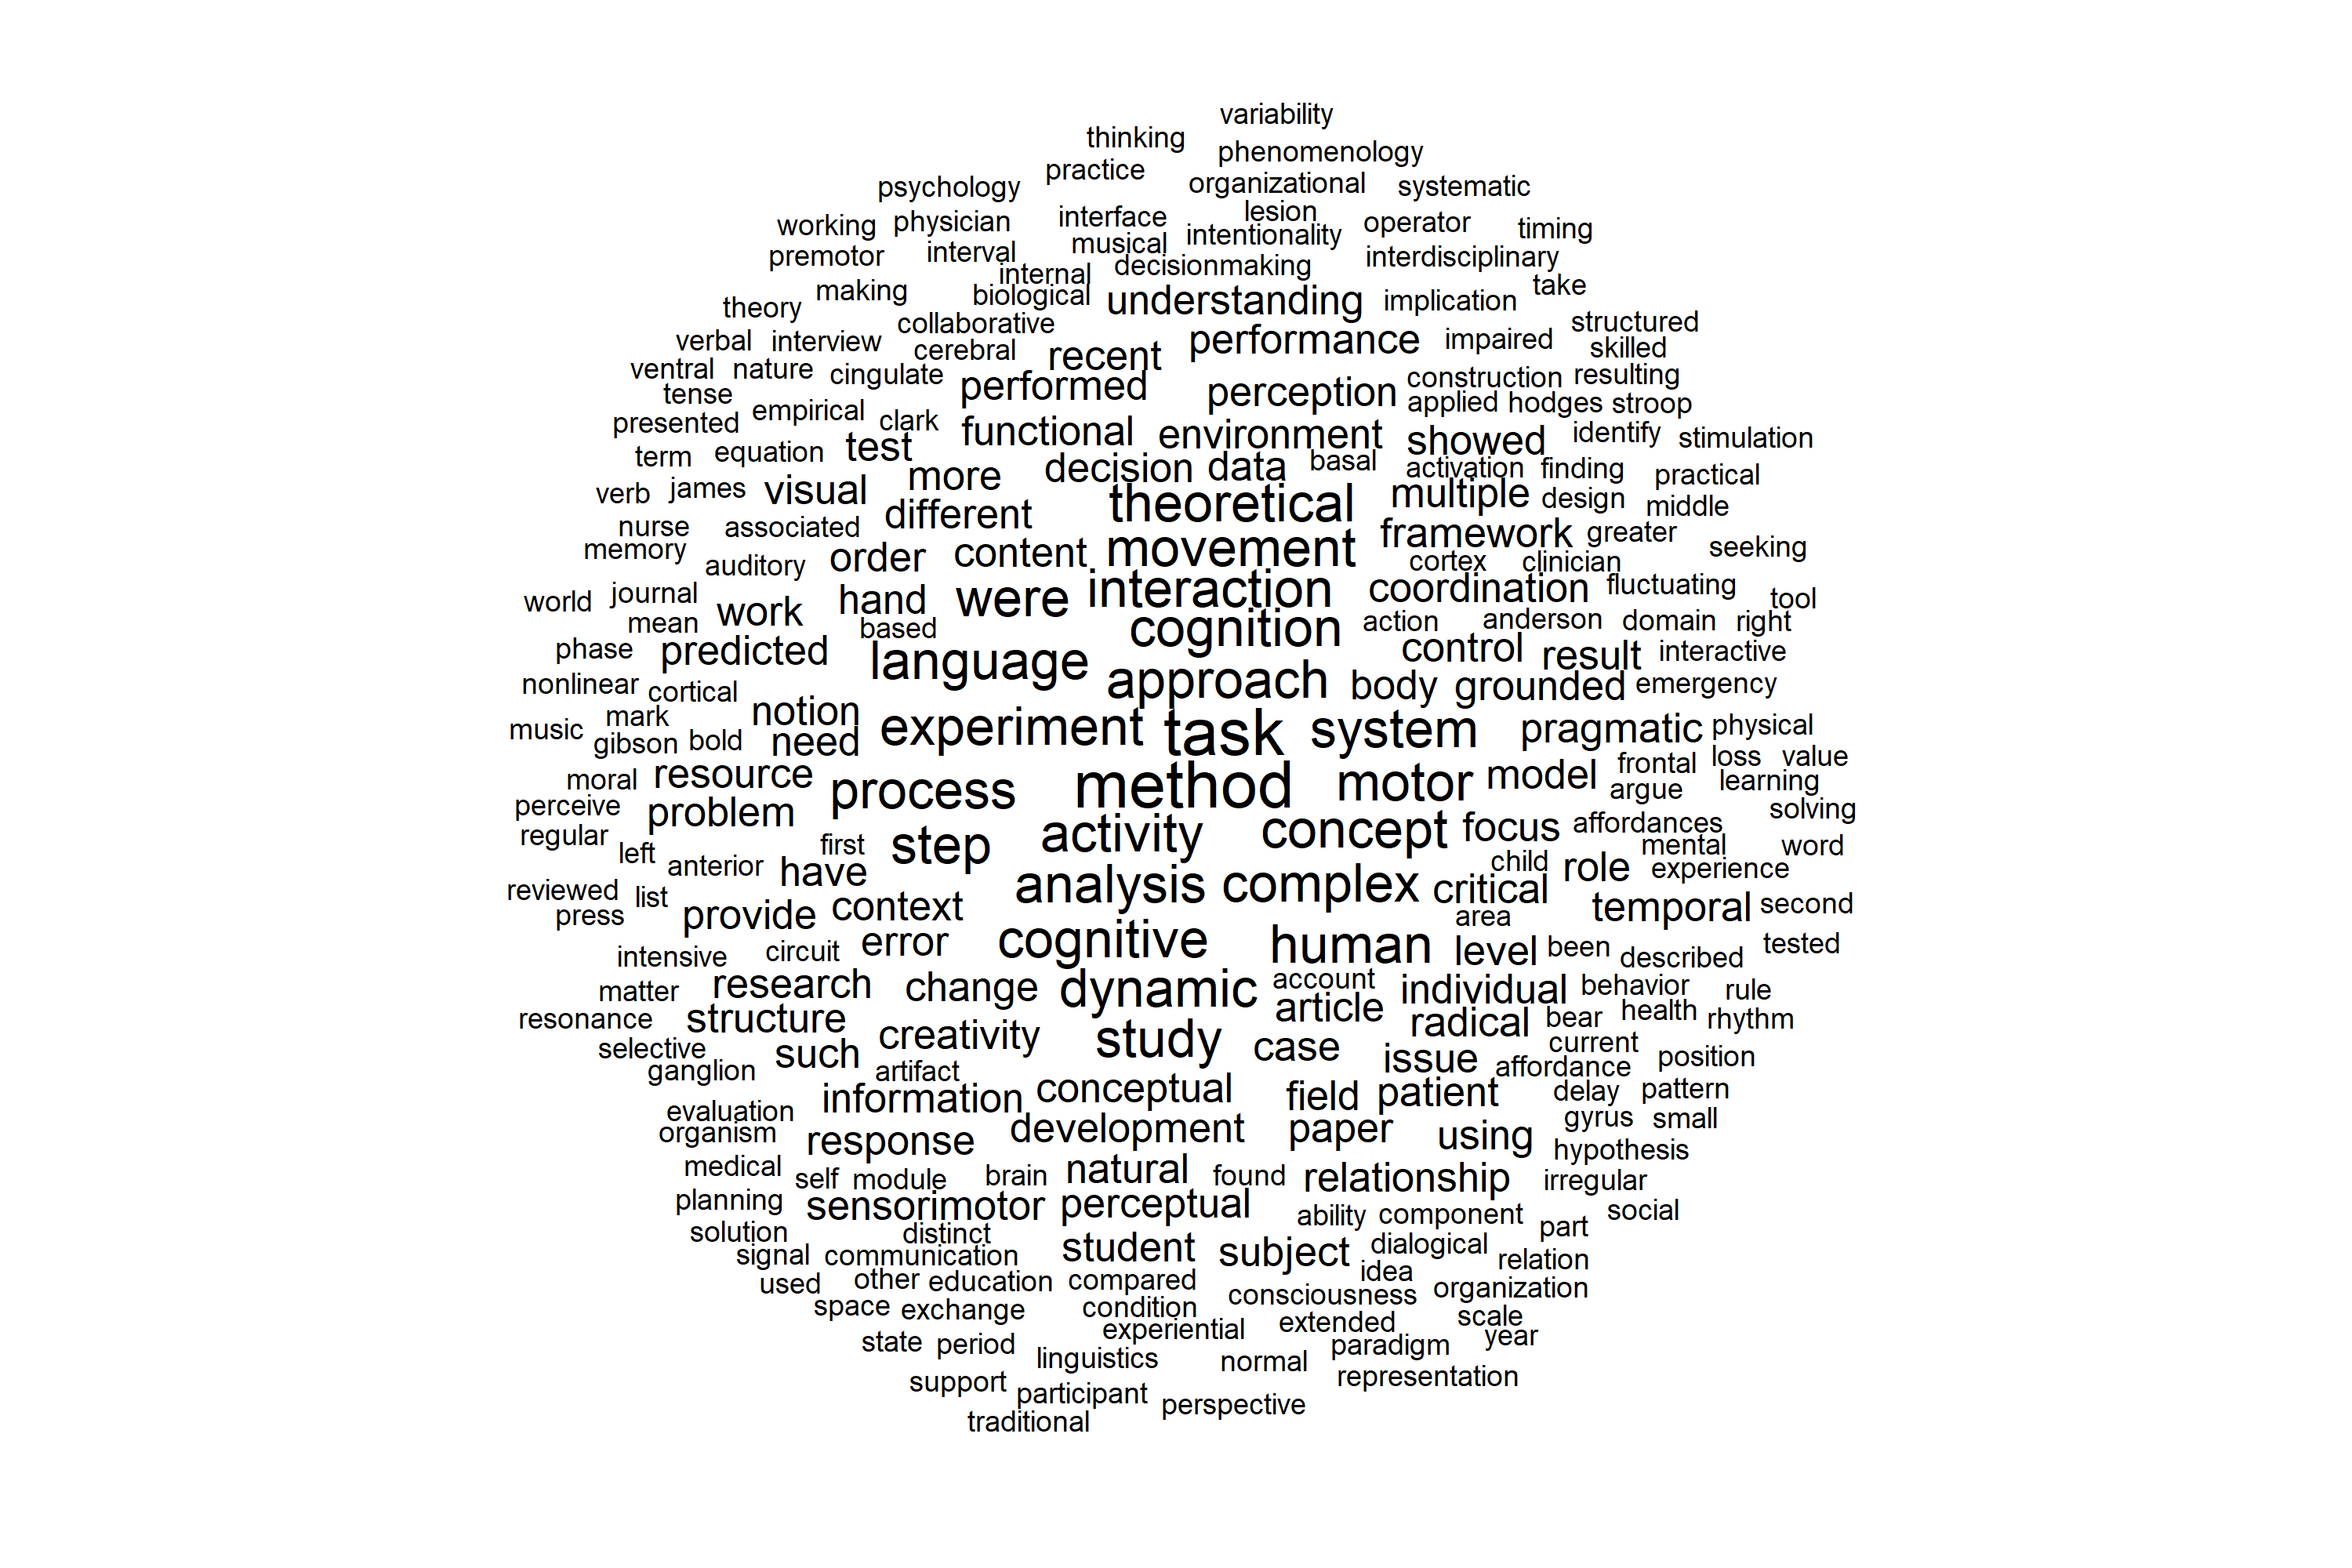 variability
thinking
phenomenology
practice
psychology organizational systematic
lesion
working physician interface operator
musical intentionality timing
premotor interval interdisciplinary
internal decisionmaking
making biological understanding implication take
theory
collaborative structured
verbal interview performance impaired
cerebral recent skilled
ventral nature cingulate construction resulting
tense performed perception
presented empirical clark applied hodges stroop
functional environment showed identify stimulation
term equation test
decision data basal activation finding practical
verb james visual more multiple design middle
theoretical
nurse associated different framework greater
memory order content movement cortex clinician seeking
auditory
world journal hand were interaction coordination fluctuating tool
mean work based cognition action anderson domain right
phase predicted language control result interactive
nonlinear cortical approach body grounded emergency
music mark notion experiment task system pragmatic physical
gibson bold need
moral resource process method motor model frontal loss value
argue learning
perceive problem solving
regular first step activity concept focus affordances
left mental word
anterior have child role experience
reviewed list analysis complex critical
press provide context area temporal second
intensive circuit error cognitive human level been described tested
matter research change dynamic account individual behavior rule
resonance structure article radical bear health rhythm
selective such creativity study case issue current position
ganglion artifact affordance
evaluation information conceptual field patient delay pattern
organism response development paper using gyrus small
hypothesis
medical self module brain natural found relationship irregular
planning sensorimotor perceptual ability component social
solution distinct part
signal communication student subject dialogical relation
used other education compared idea
space exchange condition consciousness organization
experiential extended scale
state period linguistics normal paradigm year
support participant perspective representation
traditional